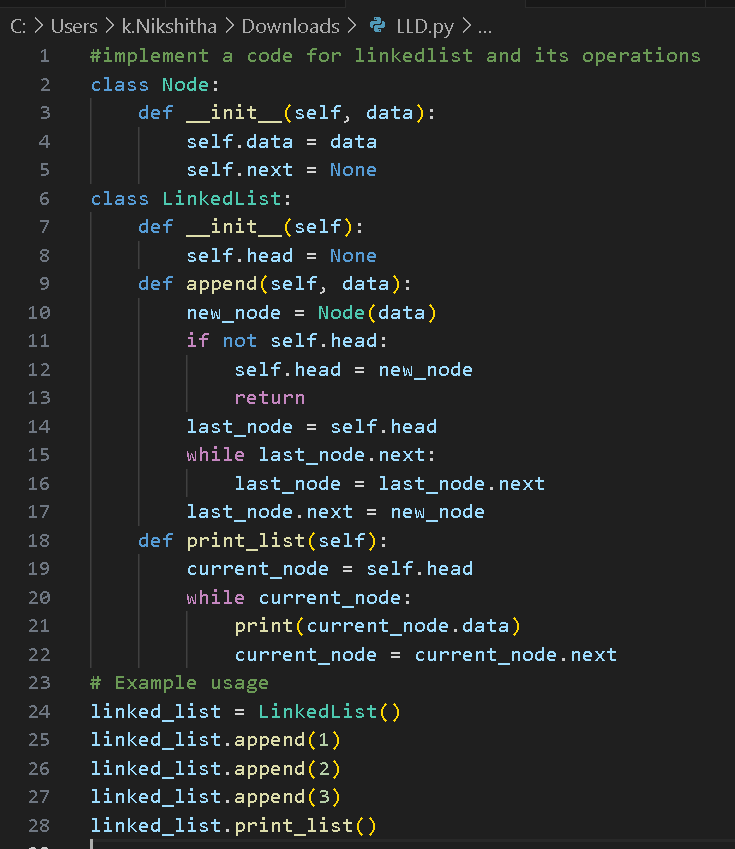 C: > Users > k.Nikshitha > Downloads > LLD.py > ...
1 #implement a code for linkedlist and its operations
2 class Node:
3     def __init__(self, data):
4         self.data = data
5         self.next = None
6 class LinkedList:
7     def __init__(self):
8         self.head = None
9     def append(self, data):
10         new_node = Node(data)
11         if not self.head:
12             self.head = new_node
13             return
14         last_node = self.head
15         while last_node.next:
16             last_node = last_node.next
17         last_node.next = new_node
18     def print_list(self):
19         current_node = self.head
20         while current_node:
21             print(current_node.data)
22             current_node = current_node.next
23 # Example usage
24 linked_list = LinkedList()
25 linked_list.append(1)
26 linked_list.append(2)
27 linked_list.append(3)
28 linked_list.print_list()